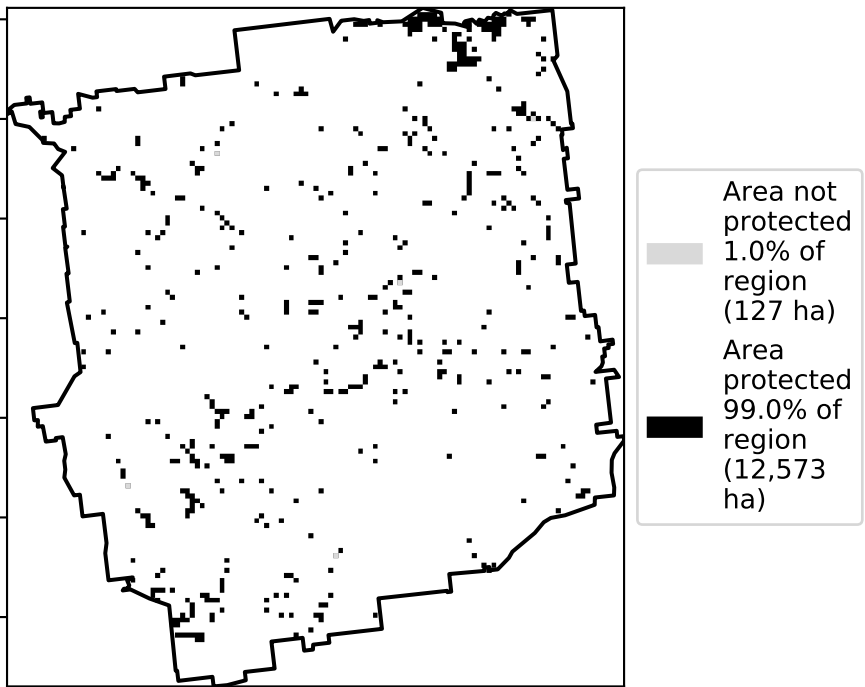 Area not
protected
1.0% of
region
(127 ha)
Area
protected
99.0% of
region
(12,573
ha)